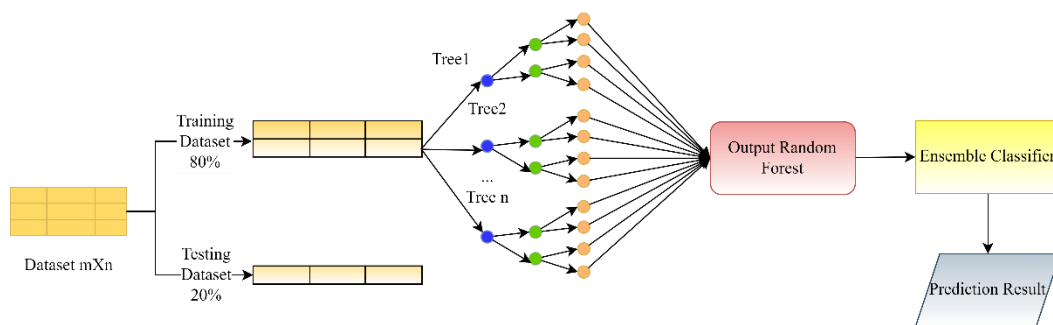 Dataset mXn
Training
Dataset
80%
Testing
Dataset
20%
Tree1
Tree2
...
Tree n
Output Random
Forest
Ensemble Classifier
Prediction Result